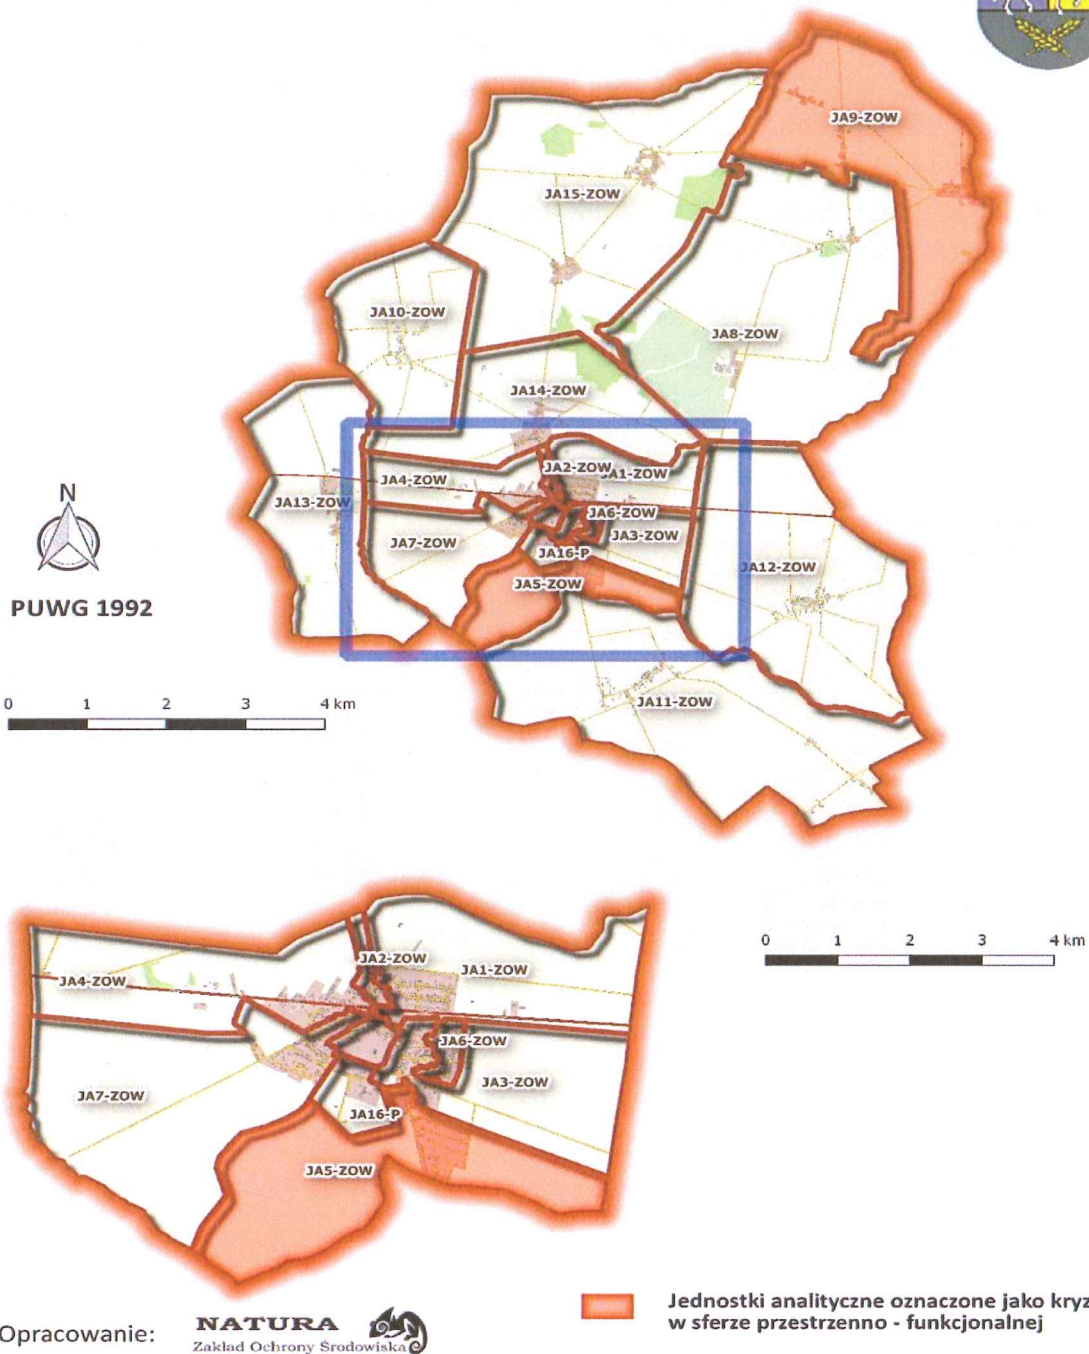 JA9-ZOW
JA15-ZOW
JA10-ZOW
JA8-ZOW
JA14-ZOW
JA2-ZOW
JA1-ZOW
JA4-ZOW
JA13-ZOW
JA6-ZOW
JA7-ZOW
JA3-ZOW
JA16-P
JA12-ZOW
JA5-ZOW
JA11-ZOW
N
PUWG 1992
0 1 2 3 4 km
JA2-ZOW
JA1-ZOW
JA4-ZOW
JA6-ZOW
JA3-ZOW
JA7-ZOW
JA16-P
JA5-ZOW
0 1 2 3 4 km
Jednostki analityczne oznaczone jako kryz
w sferze przestrzenno - funkcjonalnej
Opracowanie:
NATURA
Zakład Ochrony Środowiska